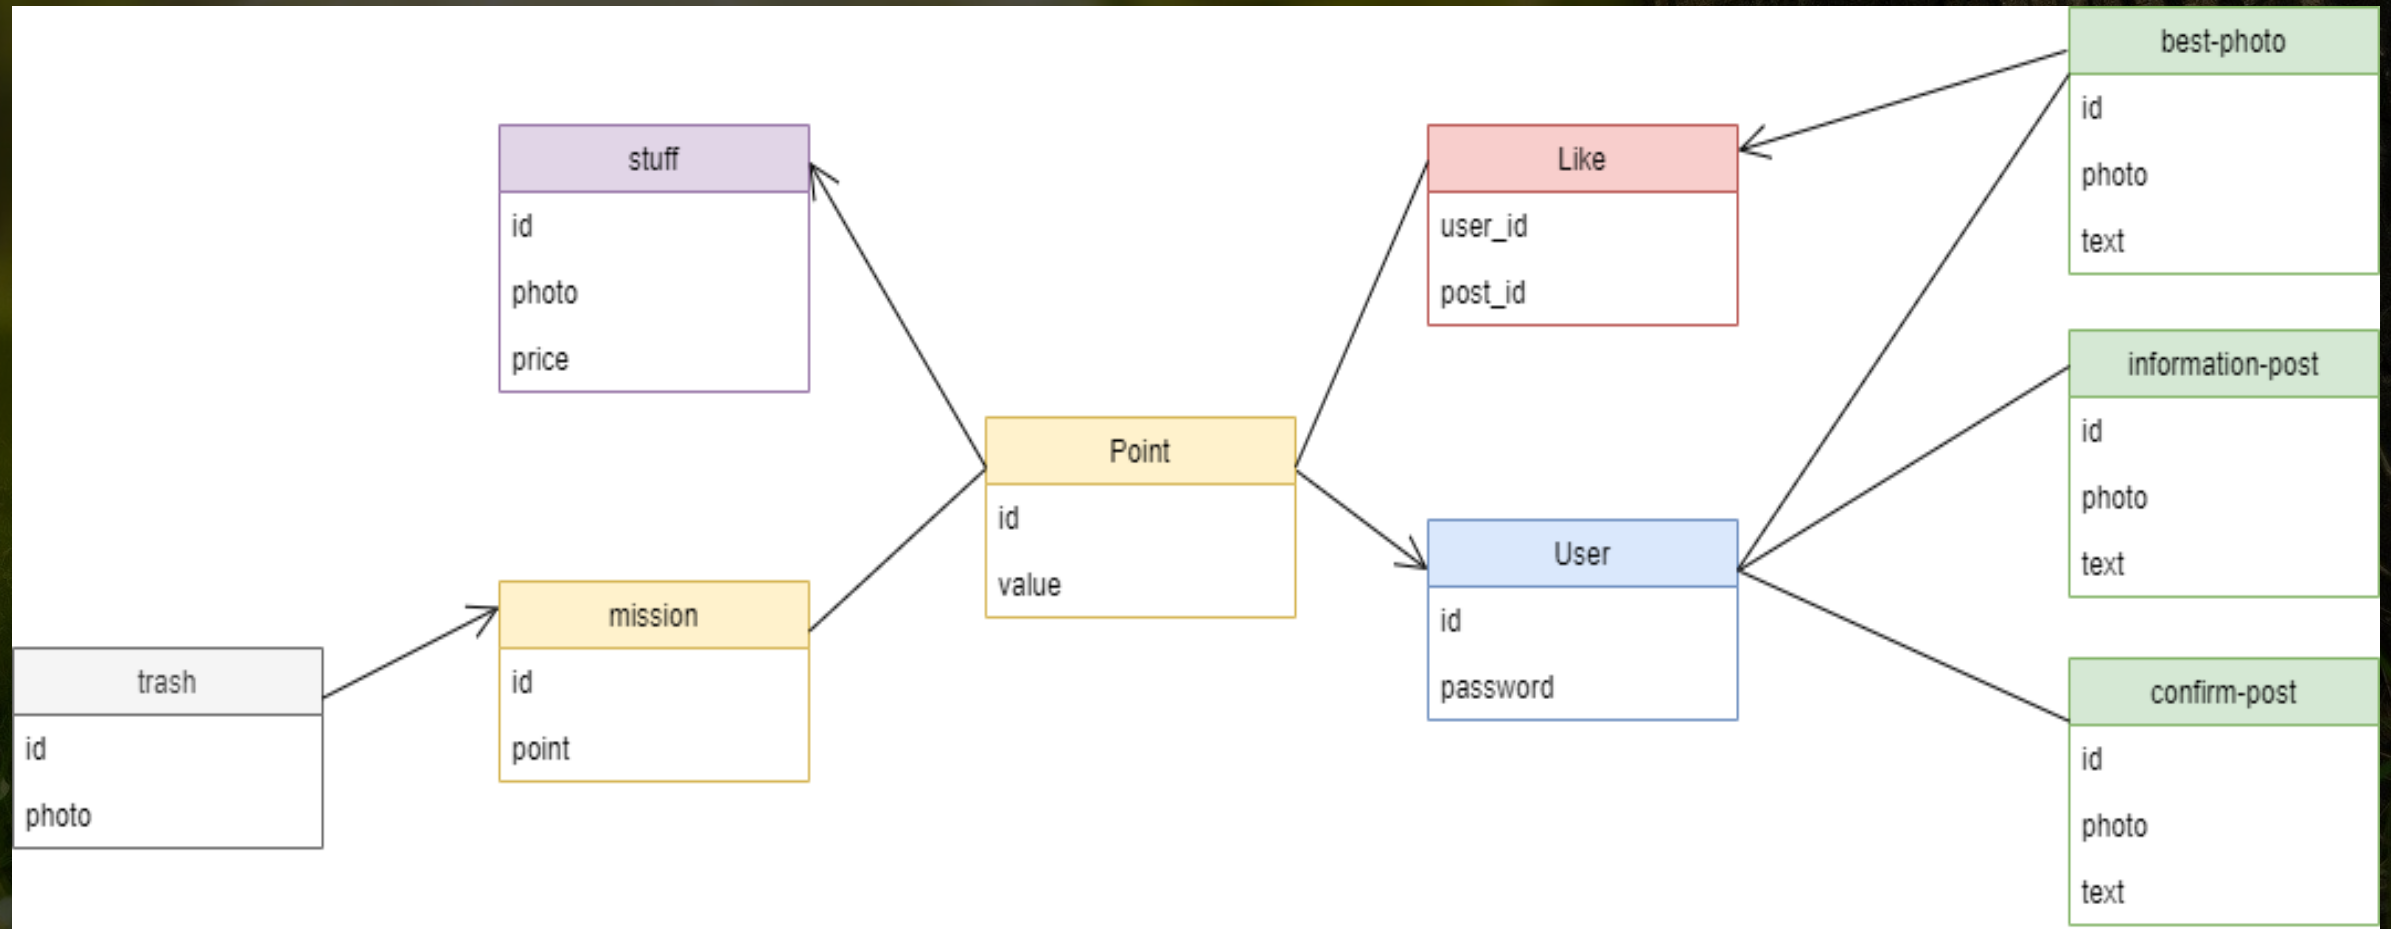 best-photo
id
photo
text
stuff
id
photo
price
Like
user_id
post_id
information-post
id
photo
text
Point
id
value
User
id
password
mission
id
point
trash
id
photo
confirm-post
id
photo
text